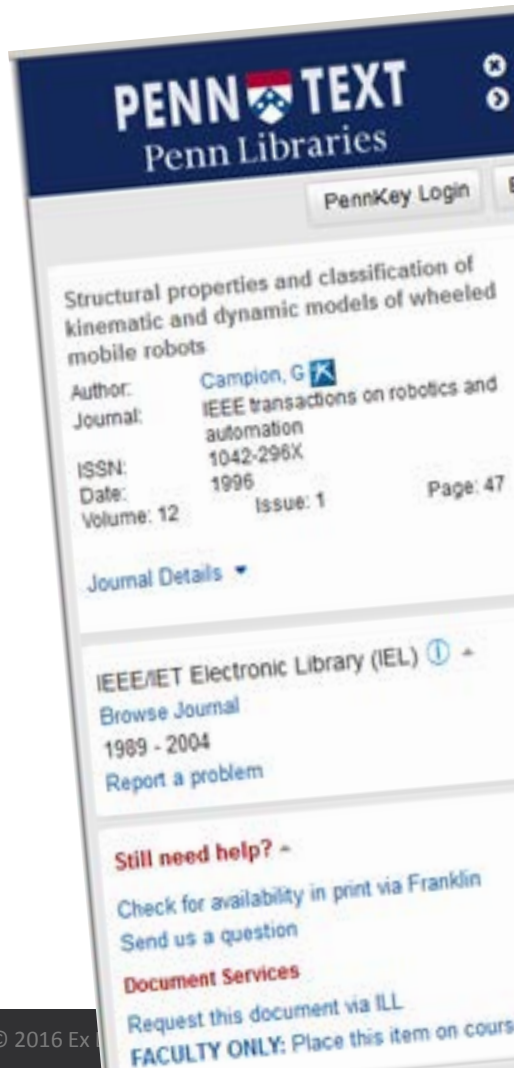 PENN TEXT
Penn Libraries
PennKey Login
Structural properties and classification of
kinematic and dynamic models of wheeled
mobile robots
Author: Campion, G
Journal: IEEE transactions on robotics and
automation
ISSN: 1042-296X
Date: 1996
Volume: 12 Issue: 1 Page: 47
Journal Details
IEEE/IET Electronic Library (IEL)
Browse Journal
1989 - 2004
Report a problem
Still need help?
Check for availability in print via Franklin
Send us a question
Document Services
Request this document via ILL
FACULTY ONLY: Place this item on
© 2016 Ex